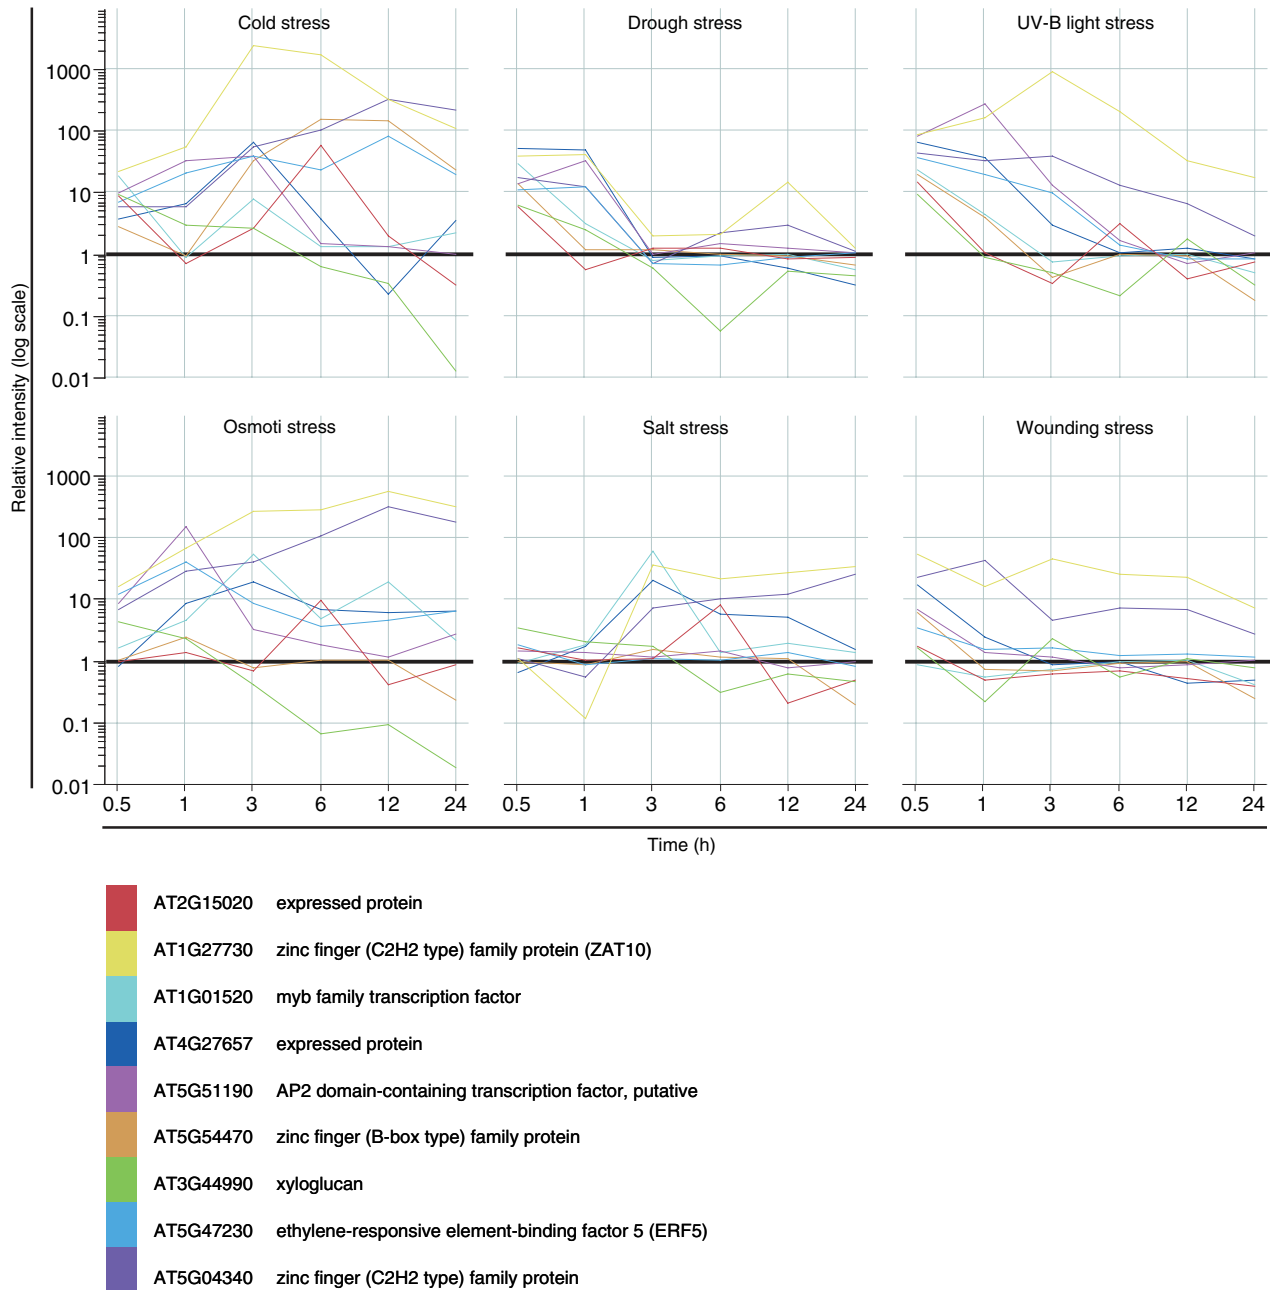 Cold stress
Drough stress
UV-B light stress
1000
100
10
1
0.1
0.01
Relative intensity (log scale)
Osmoti stress
Salt stress
Wounding stress
1000
100
10
1
0.1
0.01
0.5 1 3 6 12 24
0.5 1 3 6 12 24
0.5 1 3 6 12 24
Time (h)
AT2G15020 expressed protein
AT1G27730 zinc finger (C2H2 type) family protein (ZAT10)
AT1G01520 myb family transcription factor
AT4G27657 expressed protein
AT5G51190 AP2 domain-containing transcription factor, putative
AT5G54470 zinc finger (B-box type) family protein
AT3G44990 xyloglucan
AT5G47230 ethylene-responsive element-binding factor 5 (ERF5)
AT5G04340 zinc finger (C2H2 type) family protein